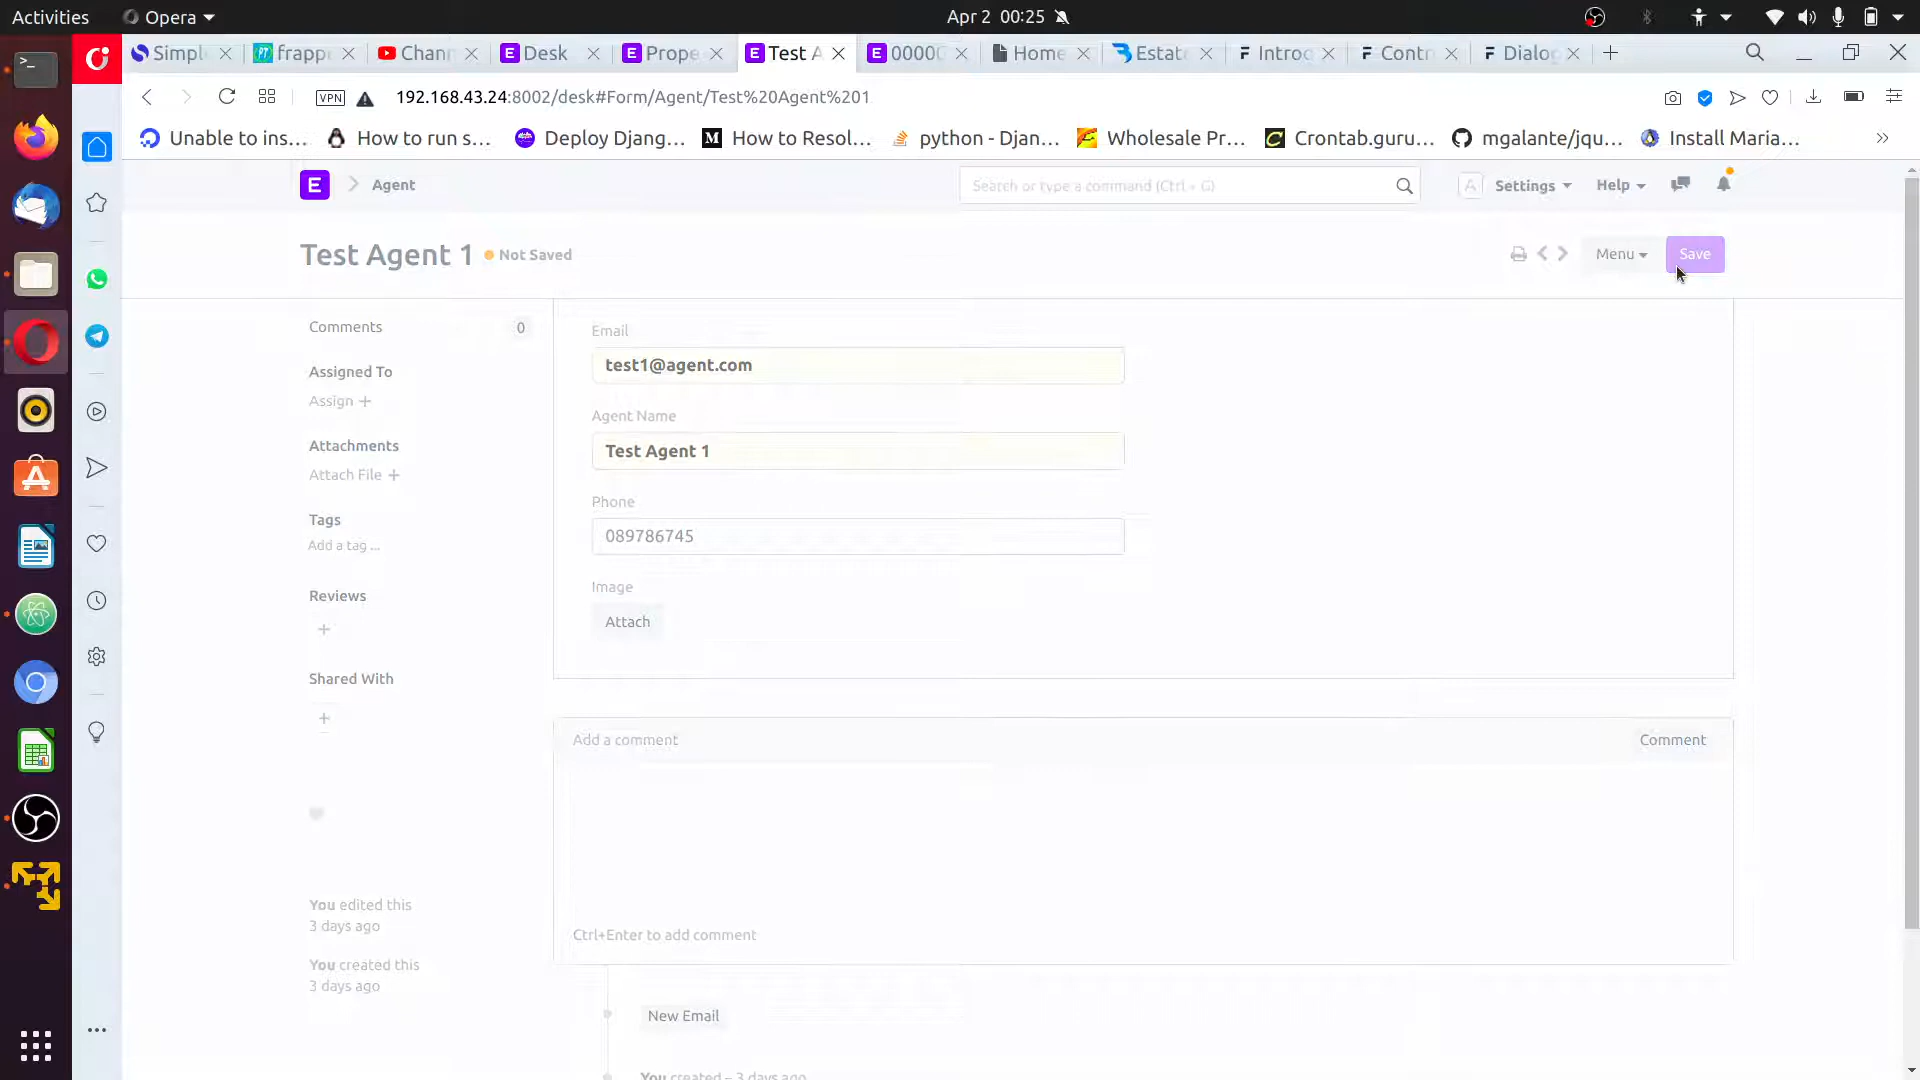 Activities
Opera
Apr 2 00:25
Simpl
frapp
Chann
Desk
Prope
Test A
0000
Home
Estat
Introd
Contr
Dialog
VPN
192.168.43.24:8002/desk#Form/Agent/Test%20Agent%201
Unable to ins...
How to run s...
Deploy Djang...
How to Resol...
python - Djan...
Wholesale Pr...
Crontab.guru...
mgalante/jqu...
Install Maria...
E
Agent
Search or type a command (Ctrl + G)
A
Settings
Help
Test Agent 1
Not Saved
Menu
Save
Comments
0
Assigned To
Assign +
Attachments
Attach File +
Tags
Add a tag ...
Reviews
+
Shared With
+
Email
test1@agent.com
Agent Name
Test Agent 1
Phone
089786745
Image
Attach
Add a comment
Comment
Ctrl+Enter to add comment
You edited this
3 days ago
You created this
3 days ago
New Email
You created – 3 days ago